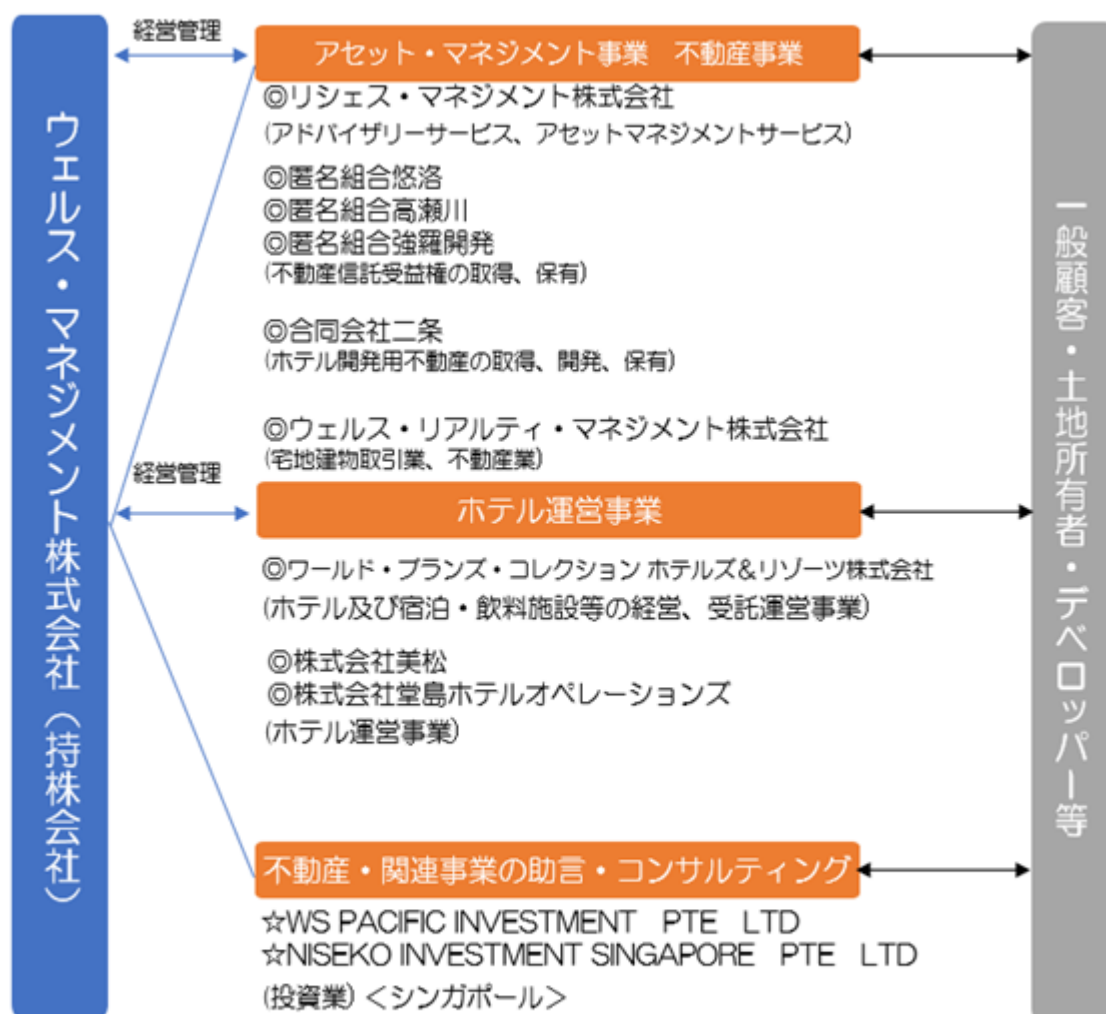 ウェルス・マネジメント株式会社（持株会社）
経営管理
アセット・マネジメント事業　不動産事業
◎リシェス・マネジメント株式会社
(アドバイザリーサービス、アセットマネジメントサービス)
◎匿名組合悠洛
◎匿名組合高瀬川
◎匿名組合強羅開発
(不動産信託受益権の取得、保有)
◎合同会社二条
(ホテル開発用不動産の取得、開発、保有)
◎ウェルス・リアルティ・マネジメント株式会社
(宅地建物取引業、不動産業)
経営管理
ホテル運営事業
◎ワールド・ブランズ・コレクション ホテルズ&リゾーツ株式会社
(ホテル及び宿泊・飲料施設等の経営、受託運営事業)
◎株式会社美松
◎株式会社堂島ホテルオペレーションズ
(ホテル運営事業)
不動産・関連事業の助言・コンサルティング
☆WS PACIFIC INVESTMENT　PTE　LTD
☆NISEKO INVESTMENT SINGAPORE　PTE　LTD
(投資業)＜シンガポール＞
一般顧客・土地所有者・デベロッパー等